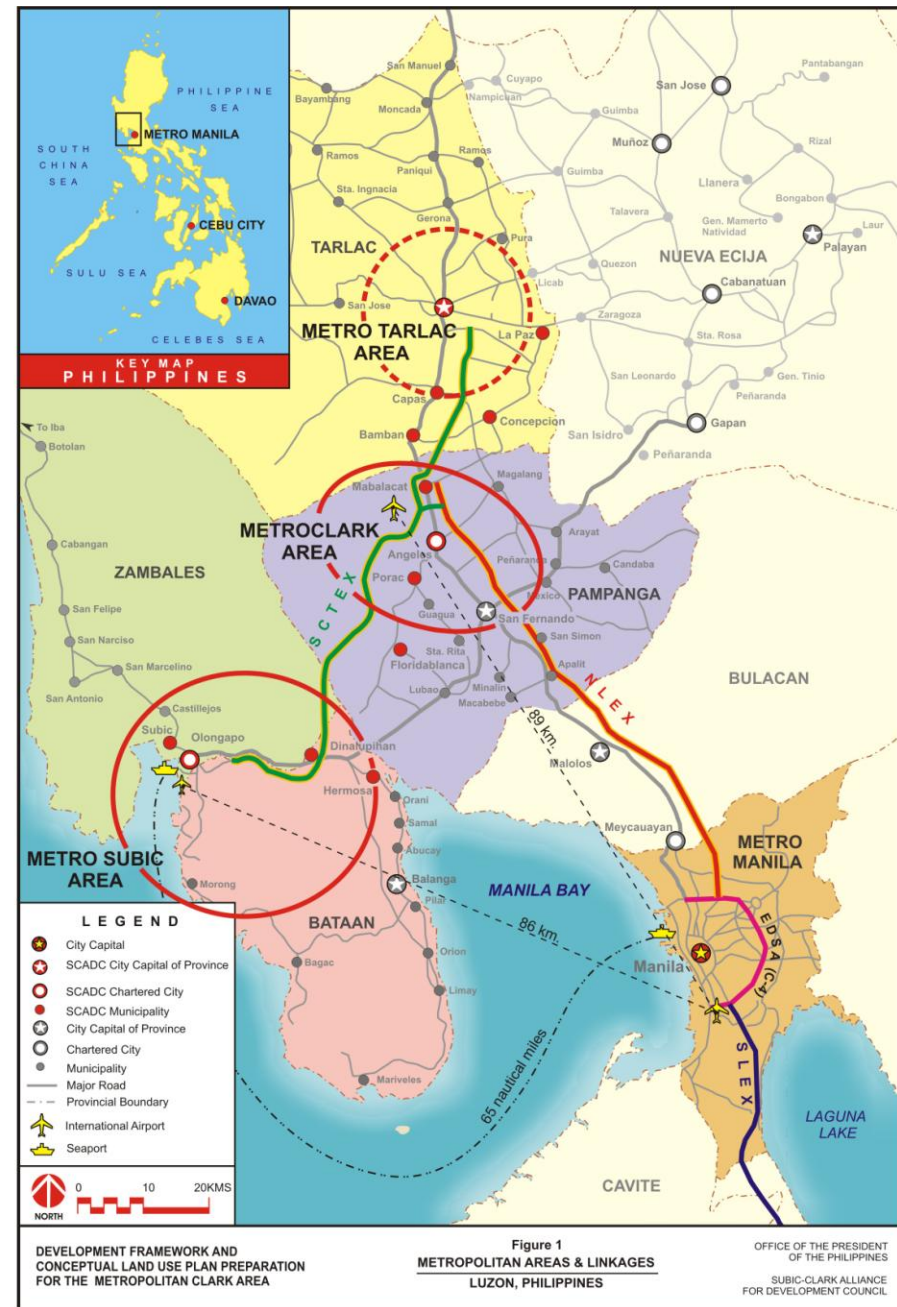 PHILIPPINE
SEA
METRO MANILA
SOUTH
CHINA
SEA
CEBU CITY
SULU SEA
DAVAO
CELEBES SEA
KEY MAP
PHILIPPINES
San Manuel
Cuyapo
Nampicuan
Bayambang
Moncada
Guimba
San Jose
Pantabangan
Muñoz
Rizal
Ramos
Paniqui
Ramos
Guimba
Llanera
Bongabon
Sta. Ingnacia
Gerona
Talavera
Gen. Mamerto
Natividad
Laur
Palayan
TARLAC
Pura
NUEVA ECIJA
Quezon
Licab
Cabanatuan
San Jose
METRO TARLAC
AREA
La Paz
Zaragoza
Sta. Rosa
San Leonardo
Gen. Tinio
Peñaranda
Capas
Concepcion
San Isidro
Gapan
Bamban
Peñaranda
To Iba
Botolan
Mabalacat
Magalang
METROCLARK
AREA
Arayat
Angeles
Peñaranda
Candaba
Cabangan
ZAMBALES
Porac
Mexico
PAMPANGA
SCTEX
Guagua
San Fernando
San Felipe
San Simon
Sta. Rita
San Narciso
Floridablanca
San Marcelino
Apalit
NLEX
BULACAN
San Antonio
Lubao
Minalin
Macabebe
Castillejos
89 km.
Subic
Olongapo
Dinalupihan
Malolos
Hermosa
Orani
Samal
Meycauayan
METRO
MANILA
METRO SUBIC
AREA
Abucay
Morong
Balanga
MANILA BAY
Pilar
BATAAN
86 km.
EDSA (C-4)
Manila
Orion
Bagac
Limay
Mariveles
65 nautical miles
SLEX
LAGUNA
LAKE
CAVITE
LEGEND
City Capital
SCADC City Capital of Province
SCADC Chartered City
SCADC Municipality
City Capital of Province
Chartered City
Municipality
Major Road
Provincial Boundary
International Airport
Seaport
NORTH
0 10 20KMS
DEVELOPMENT FRAMEWORK AND
CONCEPTUAL LAND USE PLAN PREPARATION
FOR THE METROPOLITAN CLARK AREA
Figure 1
METROPOLITAN AREAS & LINKAGES
LUZON, PHILIPPINES
OFFICE OF THE PRESIDENT
OF THE PHILIPPINES
SUBIC-CLARK ALLIANCE
FOR DEVELOPMENT COUNCIL